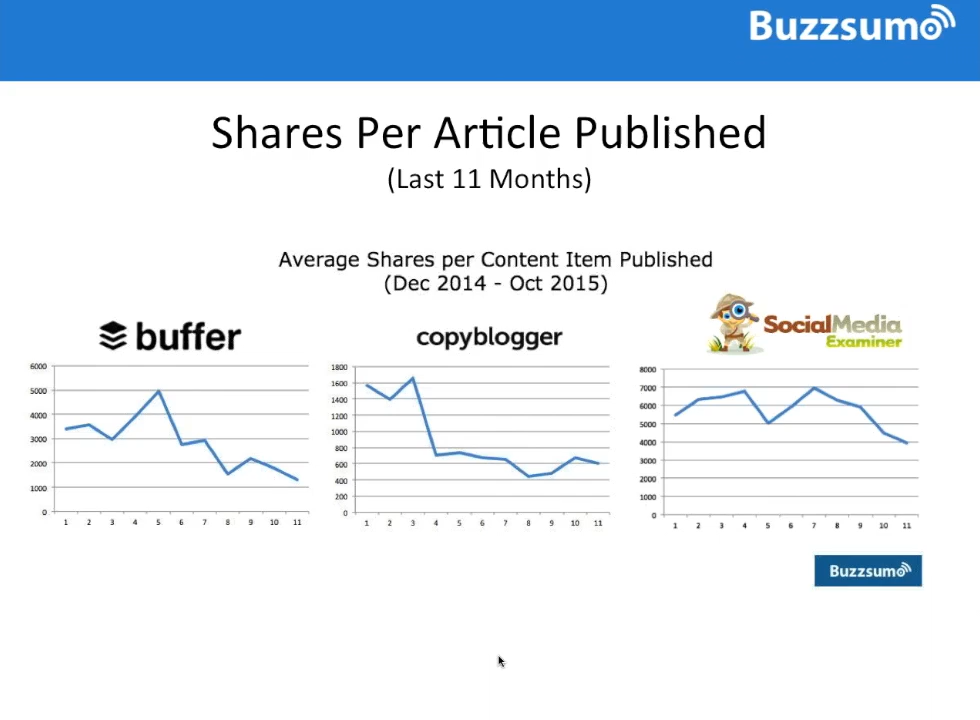 Buzzsumo
Shares Per Article Published
(Last 11 Months)
Average Shares per Content Item Published
(Dec 2014 - Oct 2015)
buffer
6000
5000
4000
3000
2000
1000
0
1 2 3 4 5 6 7 8 9 10 11
copyblogger
1800
1600
1400
1200
1000
800
600
400
200
0
1 2 3 4 5 6 7 8 9 10 11
SocialMedia
Examiner
8000
7000
6000
5000
4000
3000
2000
1000
0
1 2 3 4 5 6 7 8 9 10 11
Buzzsumo